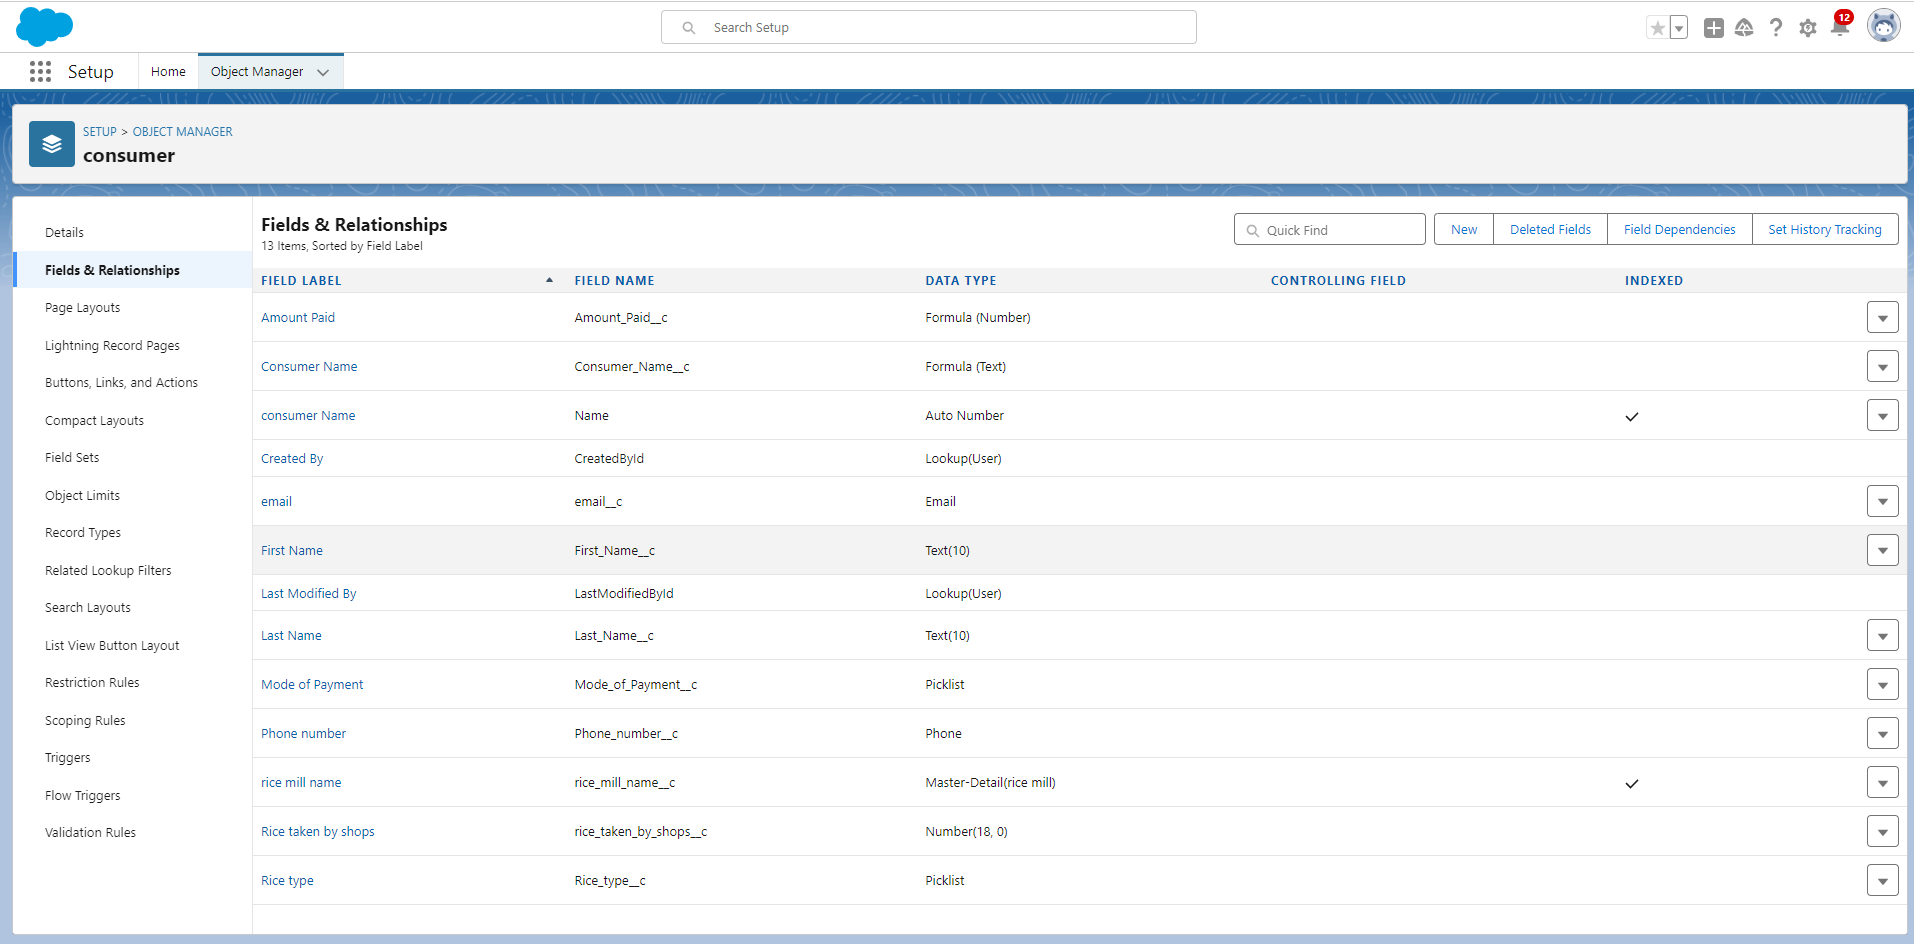 Search Setup
12
Setup
Home
Object Manager
SETUP > OBJECT MANAGER
consumer
Details
Fields & Relationships
Page Layouts
Lightning Record Pages
Buttons, Links, and Actions
Compact Layouts
Field Sets
Object Limits
Record Types
Related Lookup Filters
Search Layouts
List View Button Layout
Restriction Rules
Scoping Rules
Triggers
Flow Triggers
Validation Rules
Fields & Relationships
13 Items, Sorted by Field Label
Quick Find
New
Deleted Fields
Field Dependencies
Set History Tracking
FIELD LABEL FIELD NAME DATA TYPE CONTROLLING FIELD INDEXED
Amount Paid Amount_Paid__c Formula (Number)
Consumer Name Consumer_Name__c Formula (Text)
consumer Name Name Auto Number
Created By CreatedById Lookup(User)
email email__c Email
First Name First_Name__c Text(10)
Last Modified By LastModifiedById Lookup(User)
Last Name Last_Name__c Text(10)
Mode of Payment Mode_of_Payment__c Picklist
Phone number Phone_number__c Phone
rice mill name rice_mill_name__c Master-Detail(rice mill)
Rice taken by shops rice_taken_by_shops__c Number(18, 0)
Rice type Rice_type__c Picklist